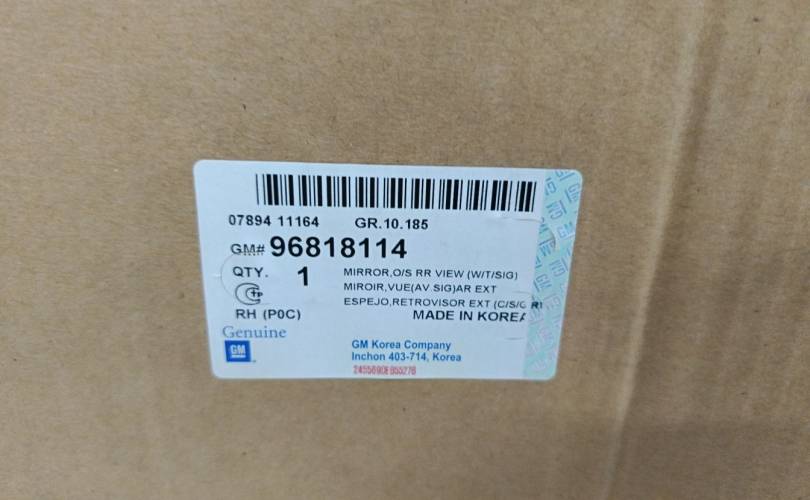 07894 11164 GR.10.185
GM# 96818114
QTY. 1
MIRROR,O/S RR VIEW (W/T/SIG)
MIROIR,VUE(AV.SIG)AR EXT
ESPEJO,RETROVISOR EXT (C/S/G R)
RH (P0C) MADE IN KOREA
Genuine
GM
GM Korea Company
Inchon 403-714, Korea